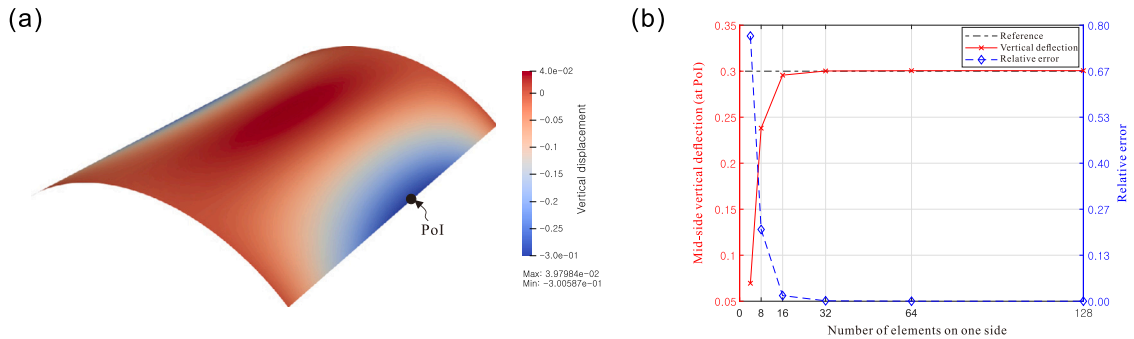 (a)
4.0e-02
0
−0.05
−0.1
−0.15
−0.2
−0.25
−3.0e-01
Vertical displacement
PoI
Max: 3.97984e-02
Min: -3.00587e-01
(b)
Mid-side vertical deflection (at PoI)
0.35
0.3
0.25
0.2
0.15
0.1
0.05
Reference
Vertical deflection
Relative error
0.80
0.67
0.53
0.40
0.27
0.13
0.00
Relative error
0 8 16 32 64 128
Number of elements on one side